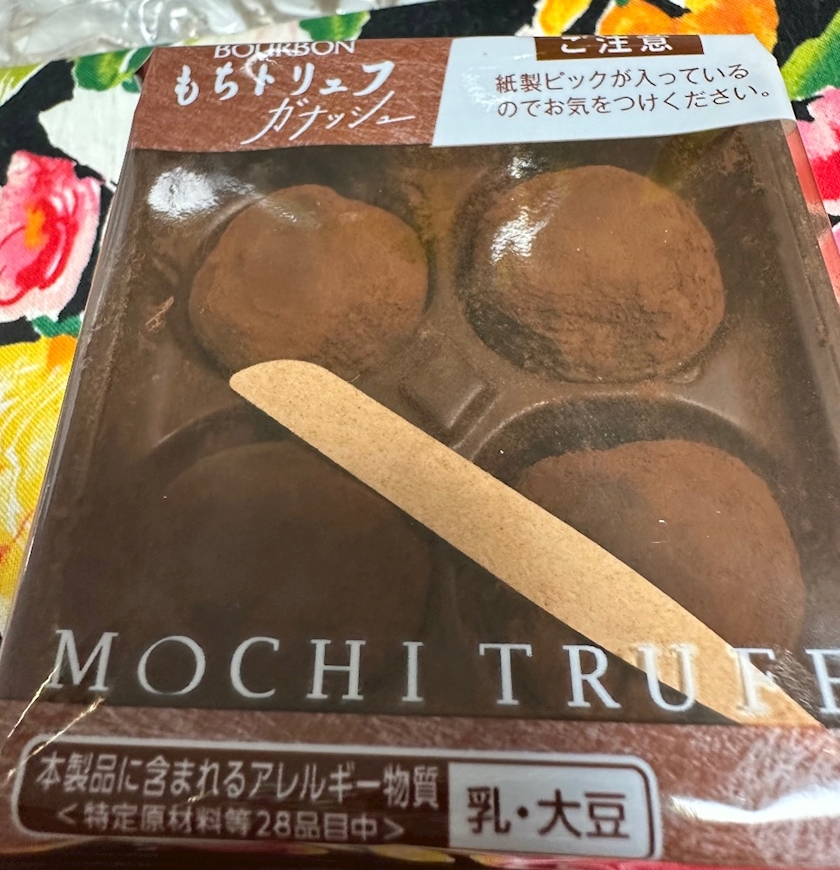 BOURBON
もちトリュフ
ガナッシュ
ご注意
紙製ピックが入っている
のでお気をつけください。
MOCHI TRUFF
本製品に含まれるアレルギー物質
<特定原材料等28品目中>
乳・大豆